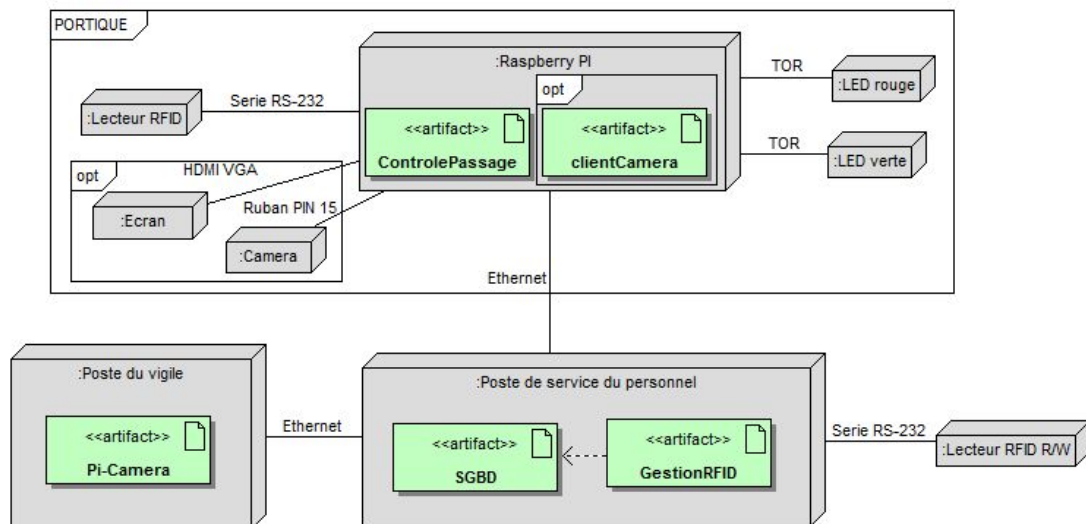 PORTIQUE
:Raspberry PI
opt
TOR
:LED rouge
Serie RS-232
:Lecteur RFID
<<artifact>>
ControlePassage
<<artifact>>
clientCamera
TOR
:LED verte
opt
HDMI VGA
:Ecran
Ruban PIN 15
:Camera
Ethernet
:Poste du vigile
<<artifact>>
Pi-Camera
Ethernet
:Poste de service du personnel
<<artifact>>
SGBD
<<artifact>>
GestionRFID
Serie RS-232
:Lecteur RFID R/W